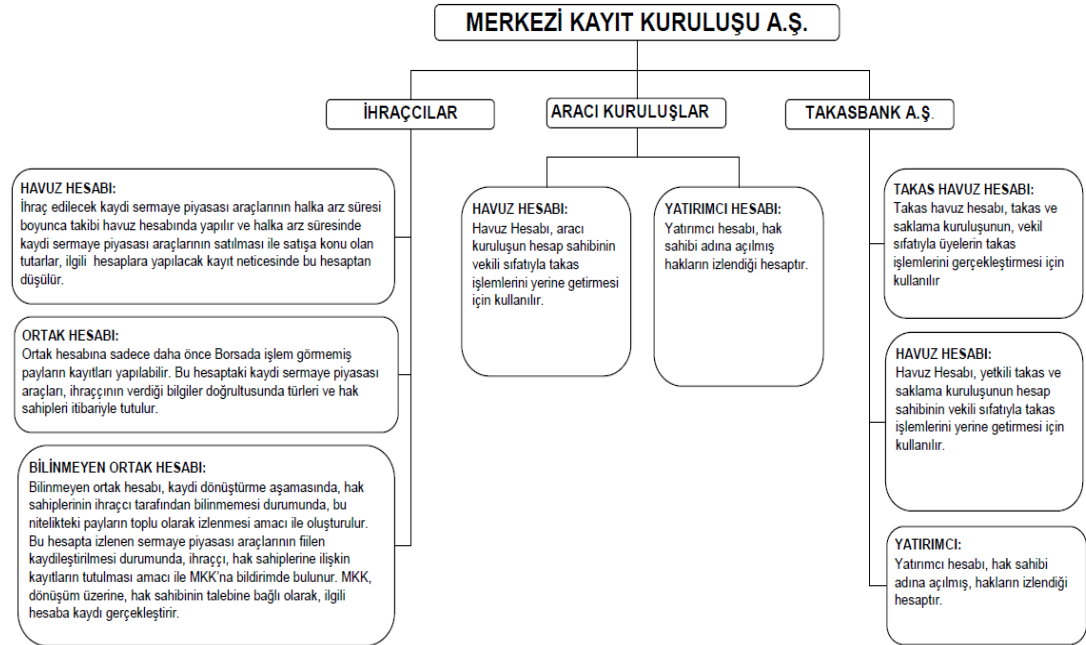 MERKEZİ KAYIT KURULUŞU A.Ş.
İHRAÇCILAR
ARACI KURULUŞLAR
TAKASBANK A.Ş.
HAVUZ HESABI:
İhraç edilecek kaydi sermaye piyasası araçlarının halka arz süresi
boyunca takibi havuz hesabında yapılır ve halka arz süresinde
kaydi sermaye piyasası araçlarının satılması ile satışa konu olan
tutarlar, ilgili hesaplara yapılacak kayıt neticesinde bu hesaptan
düşülür.
ORTAK HESABI:
Ortak hesabına sadece daha önce Borsada işlem görmemiş
payların kayıtları yapılabilir. Bu hesaptaki kaydi sermaye piyasası
araçları, ihraççının verdiği bilgiler doğrultusunda türleri ve hak
sahipleri itibariyle tutulur.
BİLİNMEYEN ORTAK HESABI:
Bilinmeyen ortak hesabı, kaydi dönüştürme aşamasında, hak
sahiplerinin ihraççı tarafından bilinmemesi durumunda, bu
nitelikteki payların toplu olarak izlenmesi amacı ile oluşturulur.
Bu hesapta izlenen sermaye piyasası araçlarının fiilen
kaydileştirilmesi durumunda, ihraççı, hak sahiplerine ilişkin
kayıtların tutulması amacı ile MKK'na bildirimde bulunur. MKK,
dönüşüm üzerine, hak sahibinin talebine bağlı olarak, ilgili
hesaba kaydı gerçekleştirir.
HAVUZ HESABI:
Havuz Hesabı, aracı
kuruluşun hesap sahibinin
vekili sıfatıyla takas
işlemlerini yerine getirmesi
için kullanılır.
YATIRIMCI HESABI:
Yatırımcı hesabı, hak
sahibi adına açılmış
hakların izlendiği hesaptır.
TAKAS HAVUZ HESABI:
Takas havuz hesabı, takas ve
saklama kuruluşunun, vekil
sıfatıyla üyelerin takas
işlemlerini gerçekleştirmesi için
kullanılır
HAVUZ HESABI:
Havuz Hesabı, yetkili takas ve
saklama kuruluşunun hesap
sahibinin vekili sıfatıyla takas
işlemlerini yerine getirmesi için
kullanılır.
YATIRIMCI:
Yatırımcı hesabı, hak sahibi
adına açılmış, hakların izlendiği
hesaptır.